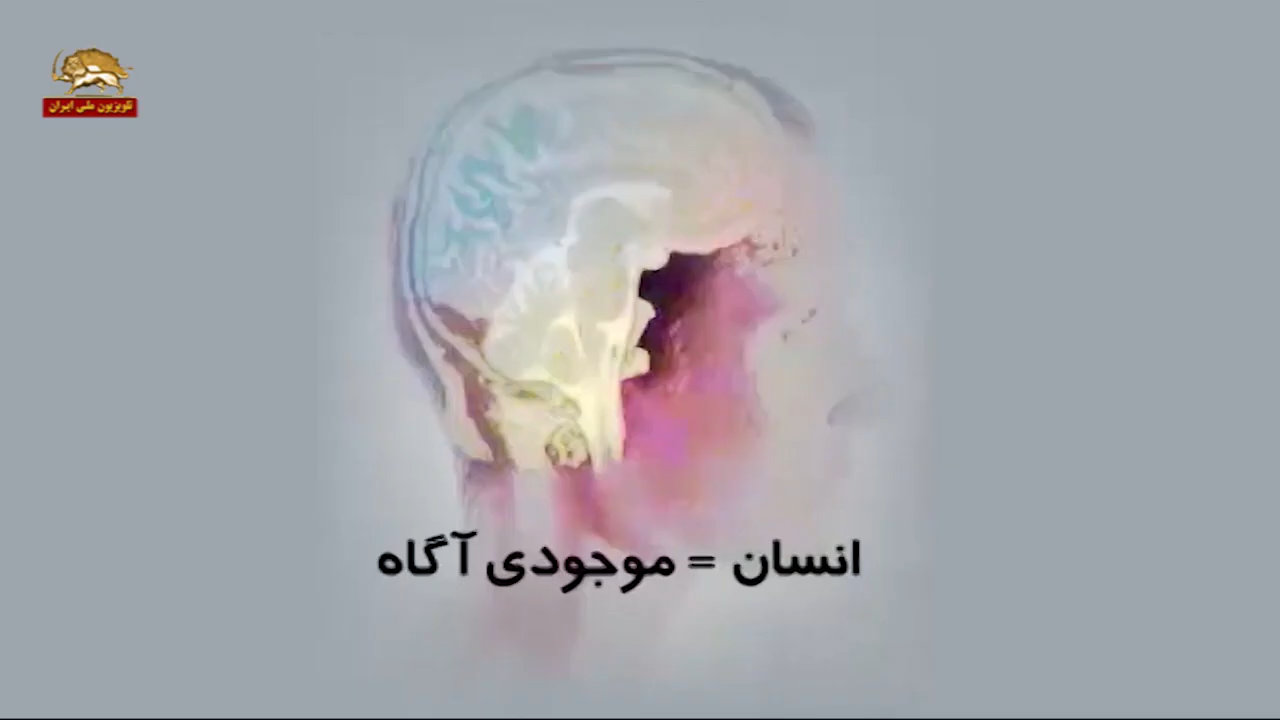 تلویزیون ملی ایران
انسان = موجودی آگاه